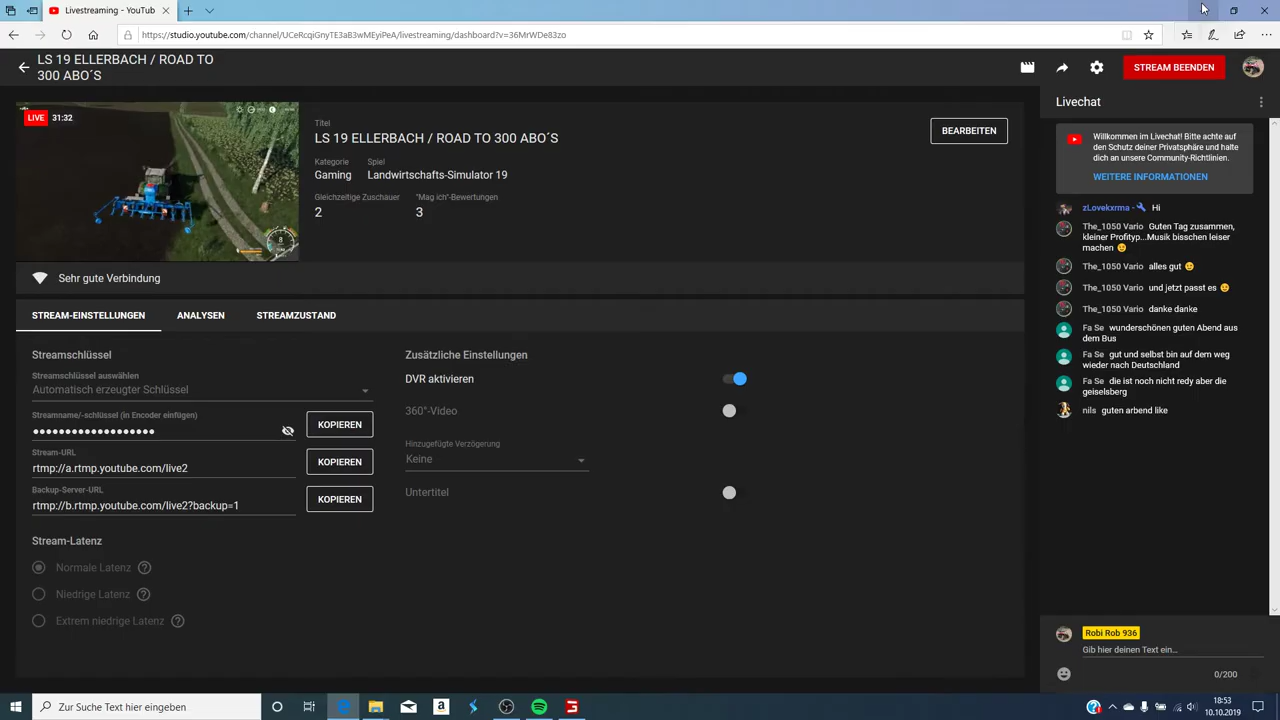 Livestreaming - YouTub
https://studio.youtube.com/channel/UCeRcqiGnyTE3aB3wMEyiPeA/livestreaming/dashboard?v=36MrWDe83zo
LS 19 ELLERBACH / ROAD TO
300 ABO´S
STREAM BEENDEN
LIVE 31:32
Titel
LS 19 ELLERBACH / ROAD TO 300 ABO´S
BEARBEITEN
Kategorie Spiel
Gaming Landwirtschafts-Simulator 19
Gleichzeitige Zuschauer "Mag ich"-Bewertungen
2 3
Sehr gute Verbindung
STREAM-EINSTELLUNGEN ANALYSEN STREAMZUSTAND
Streamschlüssel
Streamschlüssel auswählen
Automatisch erzeugter Schlüssel
Streamname/-schlüssel (in Encoder einfügen)
KOPIEREN
Stream-URL
rtmp://a.rtmp.youtube.com/live2
KOPIEREN
Backup-Server-URL
rtmp://b.rtmp.youtube.com/live2?backup=1
KOPIEREN
Stream-Latenz
Normale Latenz
Niedrige Latenz
Extrem niedrige Latenz
Zusätzliche Einstellungen
DVR aktivieren
360°-Video
Hinzugefügte Verzögerung
Keine
Untertitel
Livechat
Willkommen im Livechat! Bitte achte auf
den Schutz deiner Privatsphäre und halte
dich an unsere Community-Richtlinien.
WEITERE INFORMATIONEN
zLovekxrma - Hi
The_1050 Vario Guten Tag zusammen,
kleiner Profityp...Musik bisschen leiser
machen
The_1050 Vario alles gut
The_1050 Vario und jetzt passt es
The_1050 Vario danke danke
Fa Se wunderschönen guten Abend aus
dem Bus
Fa Se gut und selbst bin auf dem weg
wieder nach Deutschland
Fa Se die ist noch nicht redy aber die
geiselsberg
nils guten arbend like
Robi Rob 936
Gib hier deinen Text ein...
0/200
Zur Suche Text hier eingeben
18:53
10.10.2019